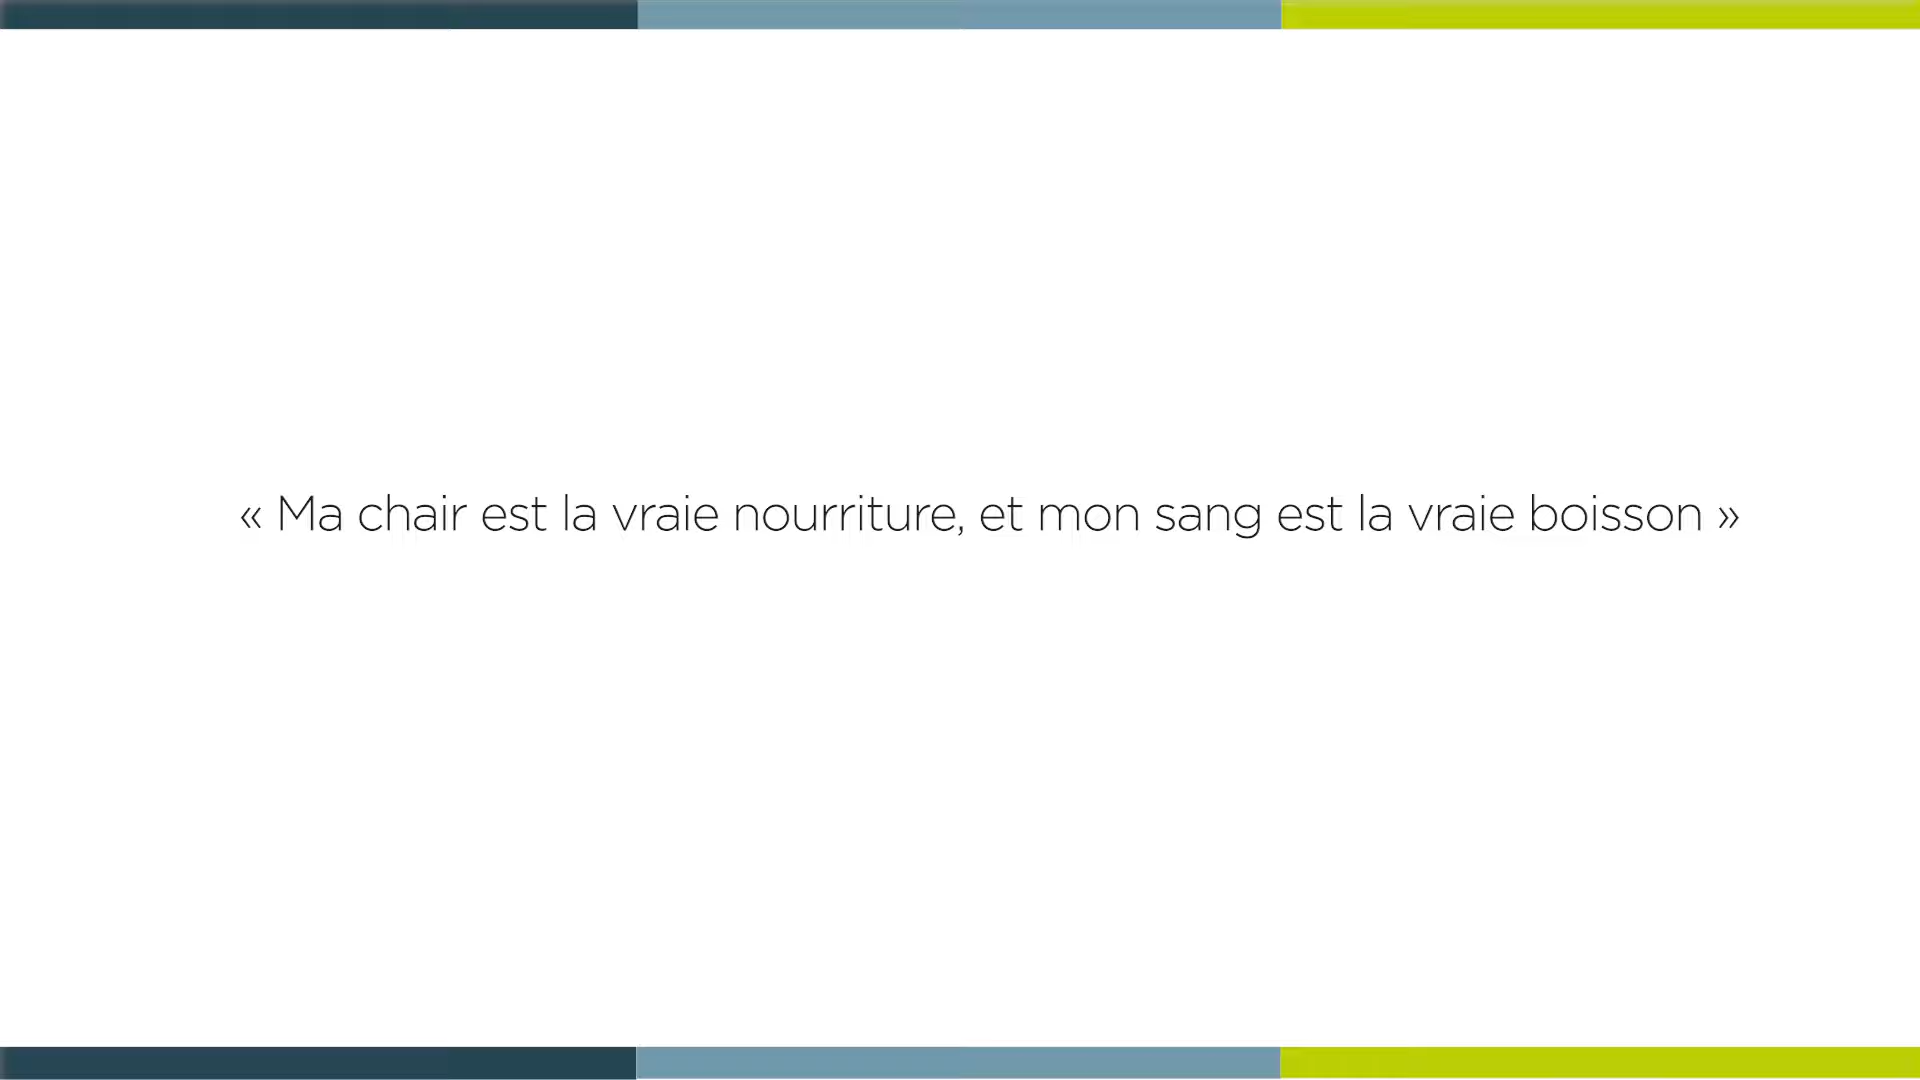 « Ma chair est la vraie nourriture, et mon sang est la vraie boisson »